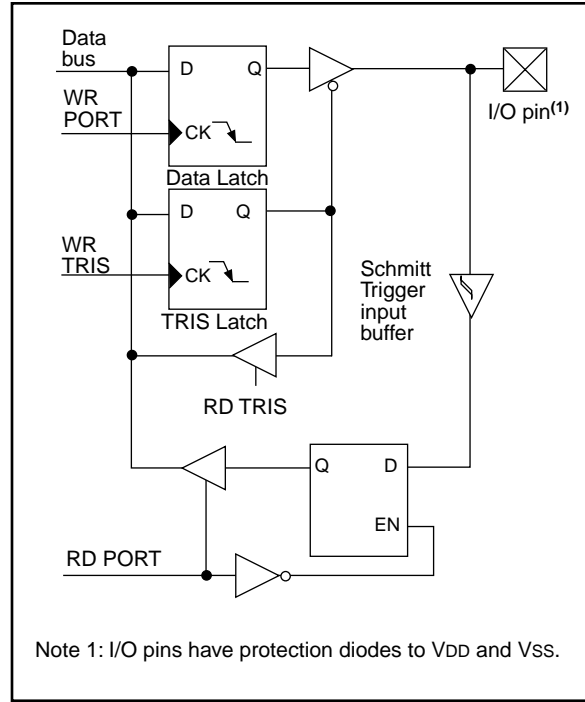 Data
bus
D
Q
WR
PORT
CK
I/O pin(1)
Data Latch
D
Q
WR
TRIS
CK
Schmitt
Trigger
input
buffer
TRIS Latch
RD TRIS
Q
D
EN
RD PORT
Note 1: I/O pins have protection diodes to VDD and VSS.